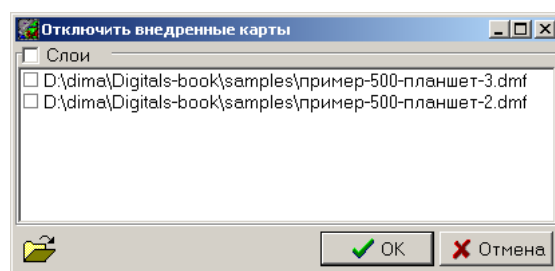 Отключить внедренные карты
Слои
D:\dima\Digitals-book\samples\пример-500-планшет-3.dmf
D:\dima\Digitals-book\samples\пример-500-планшет-2.dmf
OK
Отмена